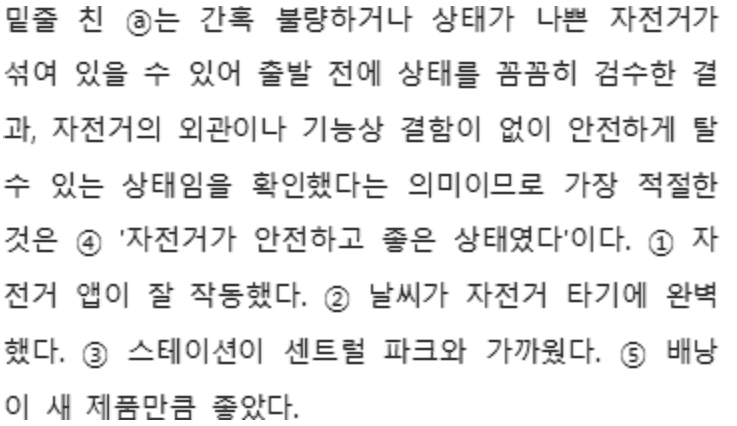 밑줄 친 ⓐ는 간혹 불량하거나 상태가 나쁜 자전거가
섞여 있을 수 있어 출발 전에 상태를 꼼꼼히 검수한 결
과, 자전거의 외관이나 기능상 결함이 없이 안전하게 탈
수 있는 상태임을 확인했다는 의미이므로 가장 적절한
것은 ④ '자전거가 안전하고 좋은 상태였다'이다. ① 자
전거 앱이 잘 작동했다. ② 날씨가 자전거 타기에 완벽
했다. ③ 스테이션이 센트럴 파크와 가까웠다. ⑤ 배낭
이 새 제품만큼 좋았다.